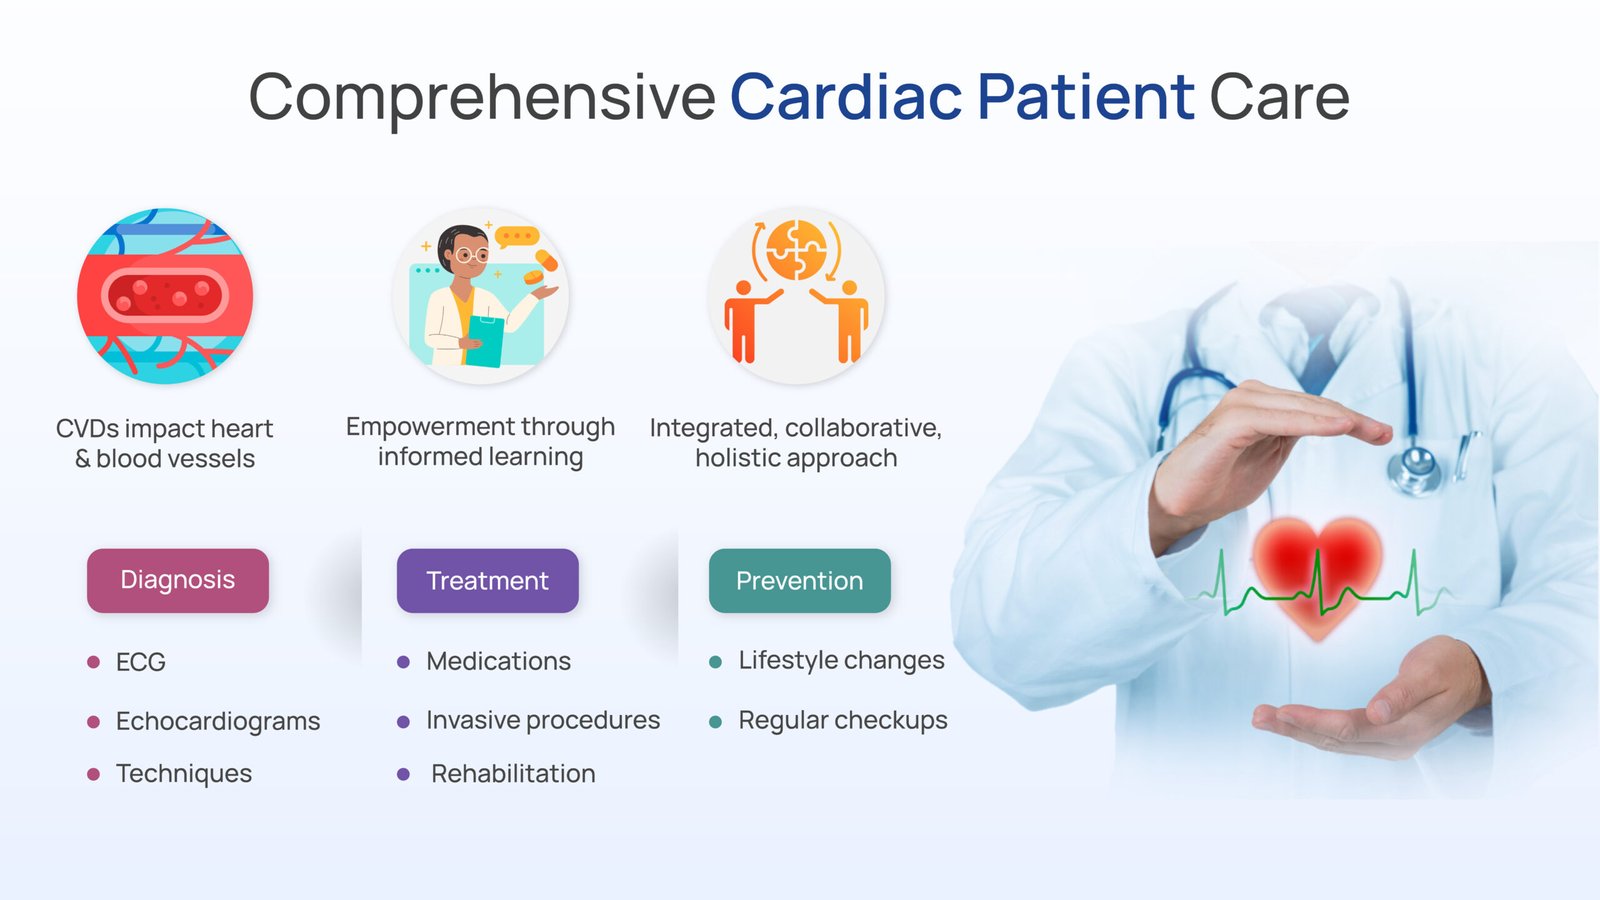 Comprehensive Cardiac Patient Care
CVDs impact heart
& blood vessels
Empowerment through
informed learning
Integrated, collaborative,
holistic approach
Diagnosis
ECG
Echocardiograms
Techniques
Treatment
Medications
Invasive procedures
Rehabilitation
Prevention
Lifestyle changes
Regular checkups